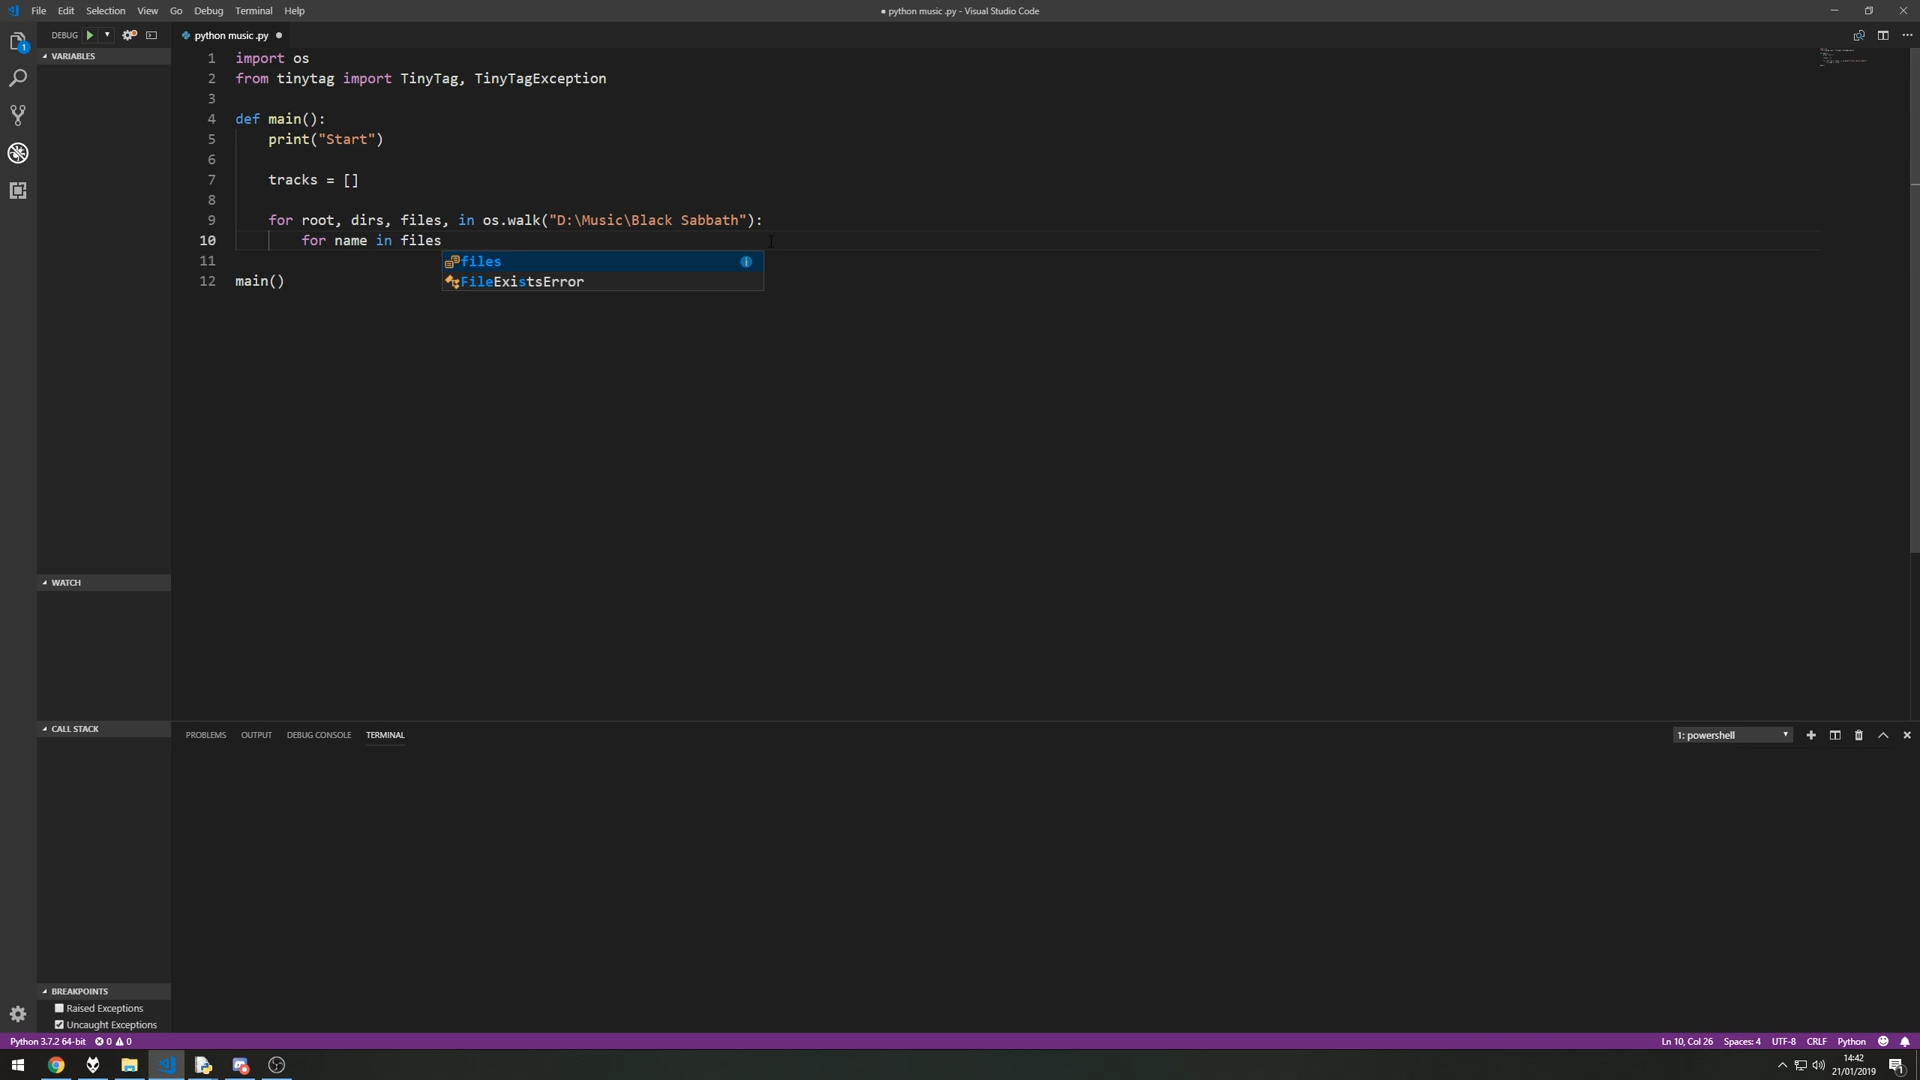 File Edit Selection View Go Debug Terminal Help
● python music .py - Visual Studio Code
DEBUG
python music .py ●
1
VARIABLES
1 import os
2 from tinytag import TinyTag, TinyTagException
3
4 def main():
5 print("Start")
6
7 tracks = []
8
9 for root, dirs, files, in os.walk("D:\Music\Black Sabbath"):
10 for name in files
11
12 main()
files
FileExistsError
WATCH
CALL STACK
PROBLEMS OUTPUT DEBUG CONSOLE TERMINAL
1: powershell
BREAKPOINTS
Raised Exceptions
Uncaught Exceptions
Python 3.7.2 64-bit 0 0
Ln 10, Col 26 Spaces: 4 UTF-8 CRLF Python
14:42
21/01/2019
1